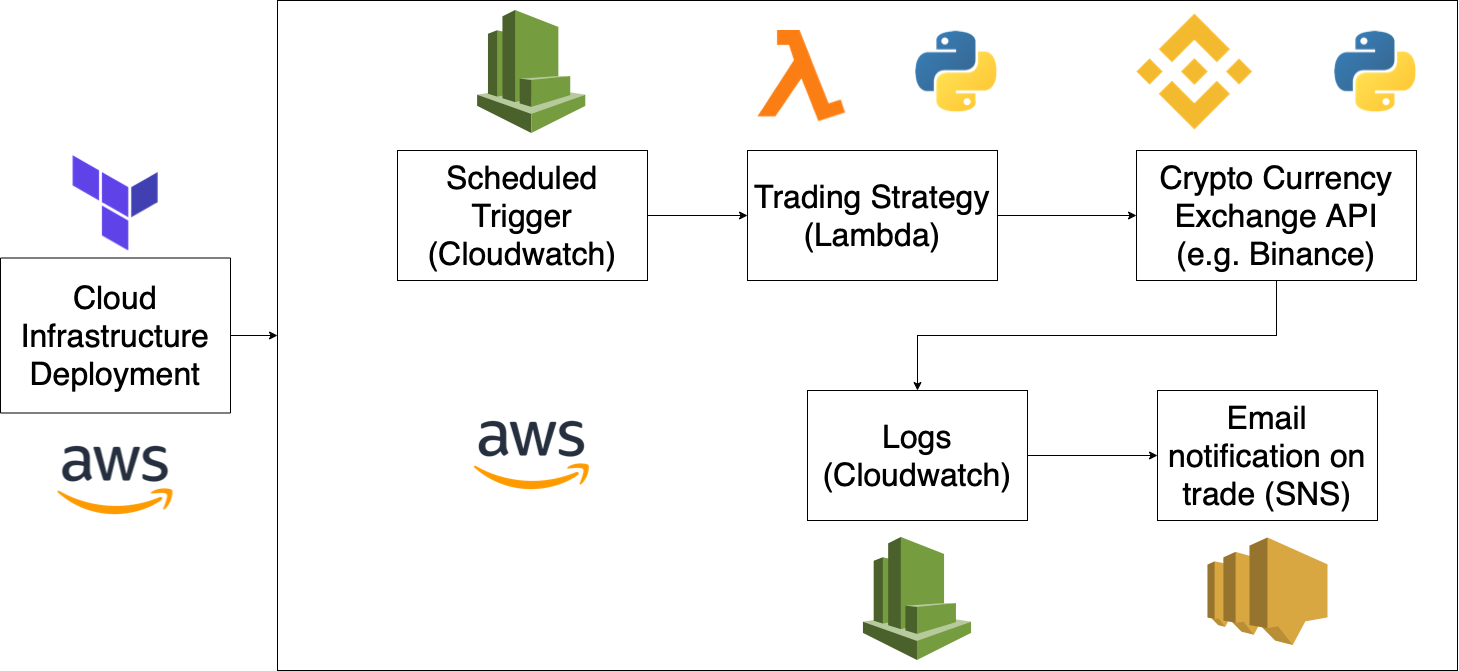 Scheduled
Trigger
(Cloudwatch)
Trading Strategy
(Lambda)
Crypto Currency
Exchange API
(e.g. Binance)
Cloud
Infrastructure
Deployment
aws
aws
Logs
(Cloudwatch)
Email
notification on
trade (SNS)